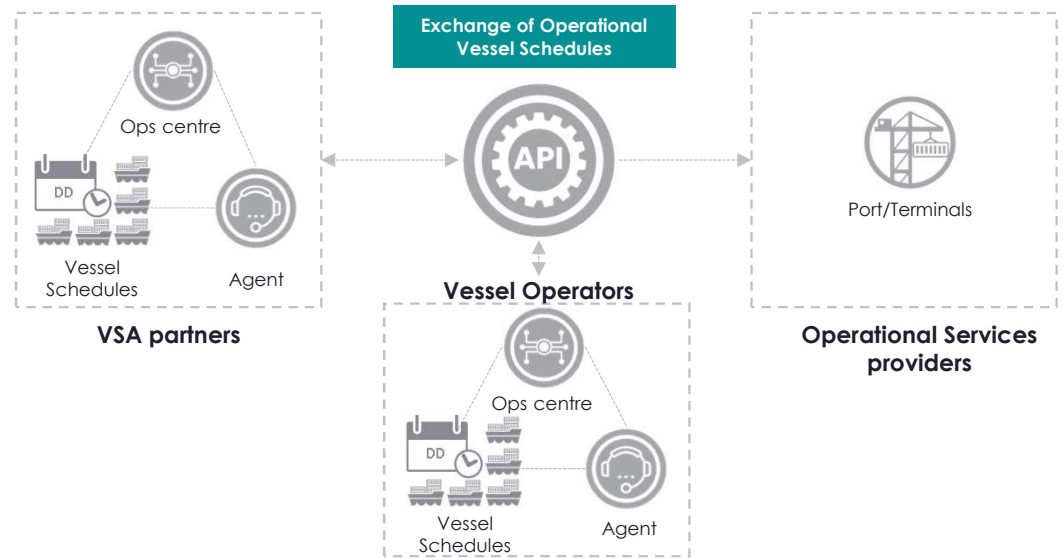 Exchange of Operational
Vessel Schedules
Ops centre
DD
Vessel
Schedules
Agent
VSA partners
API
Port/Terminals
Operational Services
providers
Vessel Operators
Ops centre
DD
Vessel
Schedules
Agent